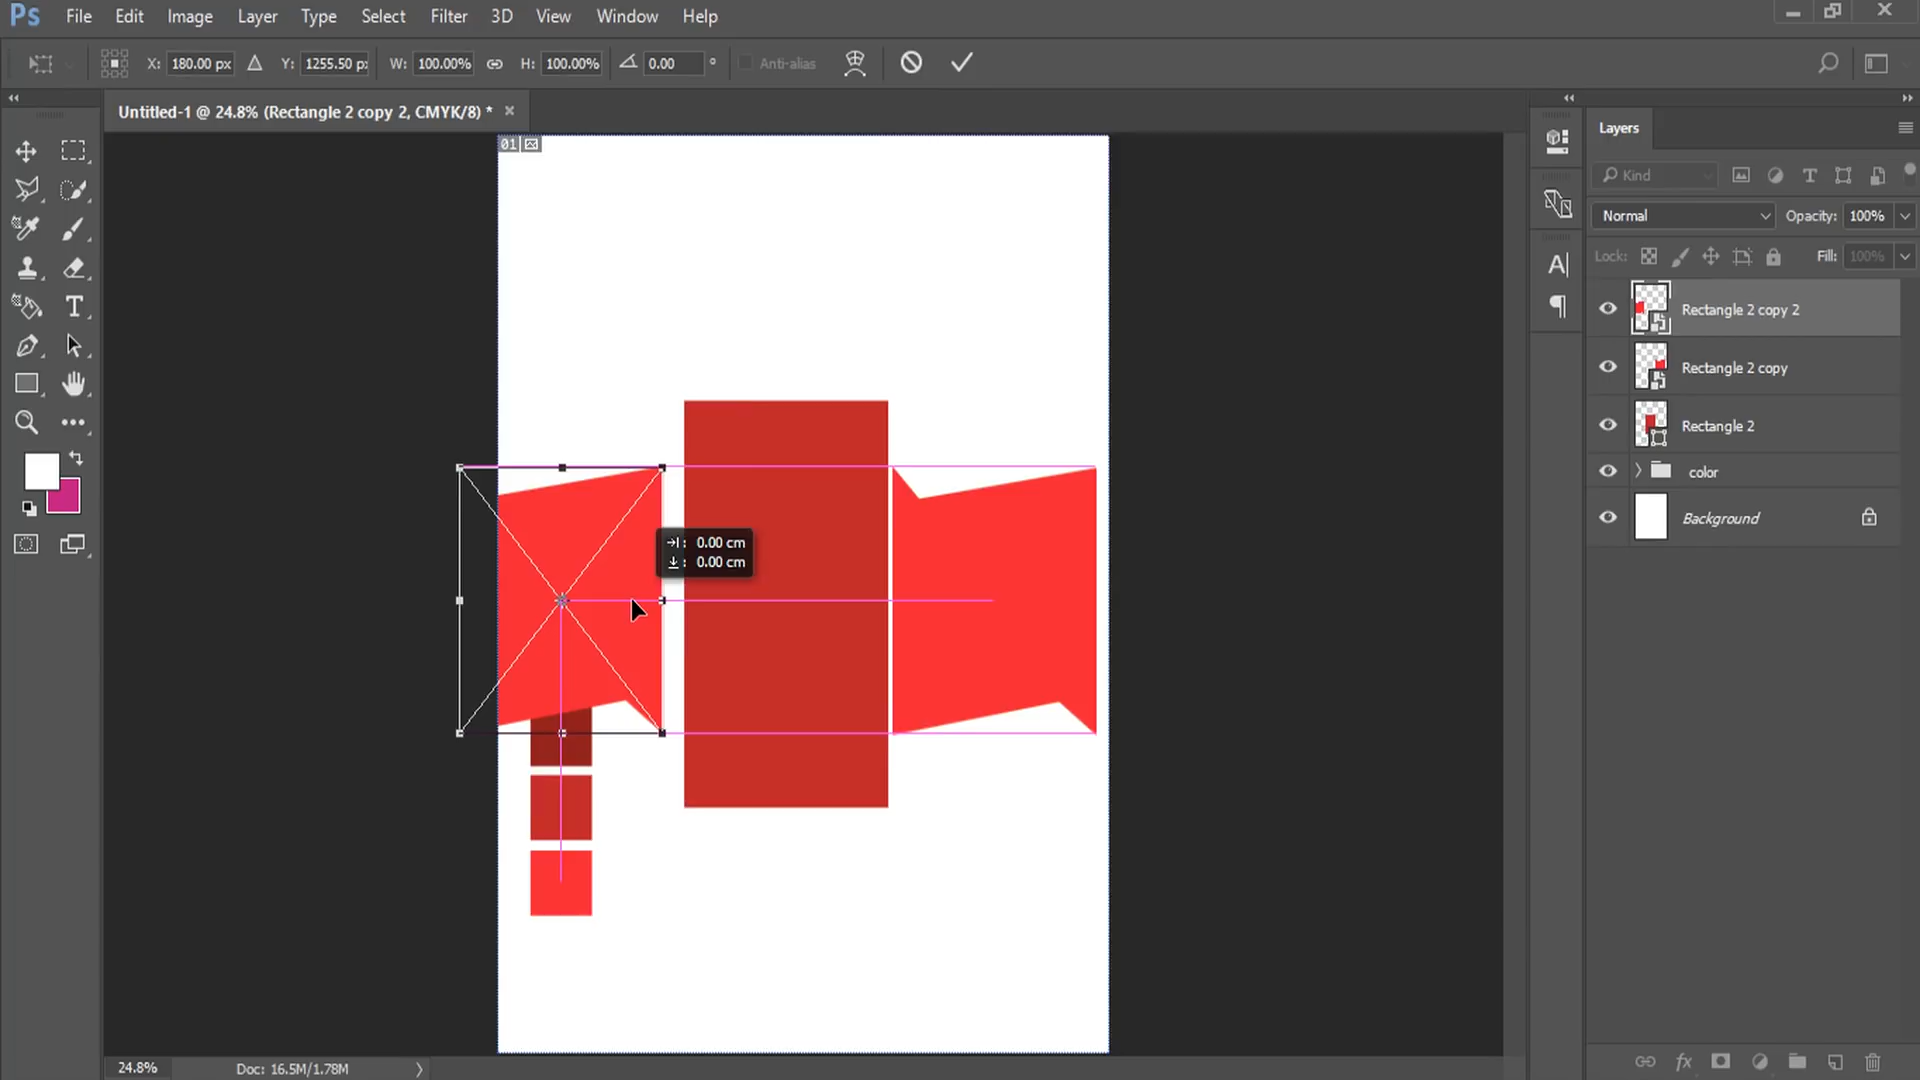 Ps File Edit Image Layer Type Select Filter 3D View Window Help
X: 180.00 px Y: 1255.50 p W: 100.00% H: 100.00% 0.00 ° Anti-alias
Untitled-1 @ 24.8% (Rectangle 2 copy 2, CMYK/8) * ×
01
Layers
Kind
Normal Opacity: 100%
Lock: Fill: 100%
Rectangle 2 copy 2
Rectangle 2 copy
Rectangle 2
color
Background
: 0.00 cm
: 0.00 cm
24.8% Doc: 16.5M/1.78M